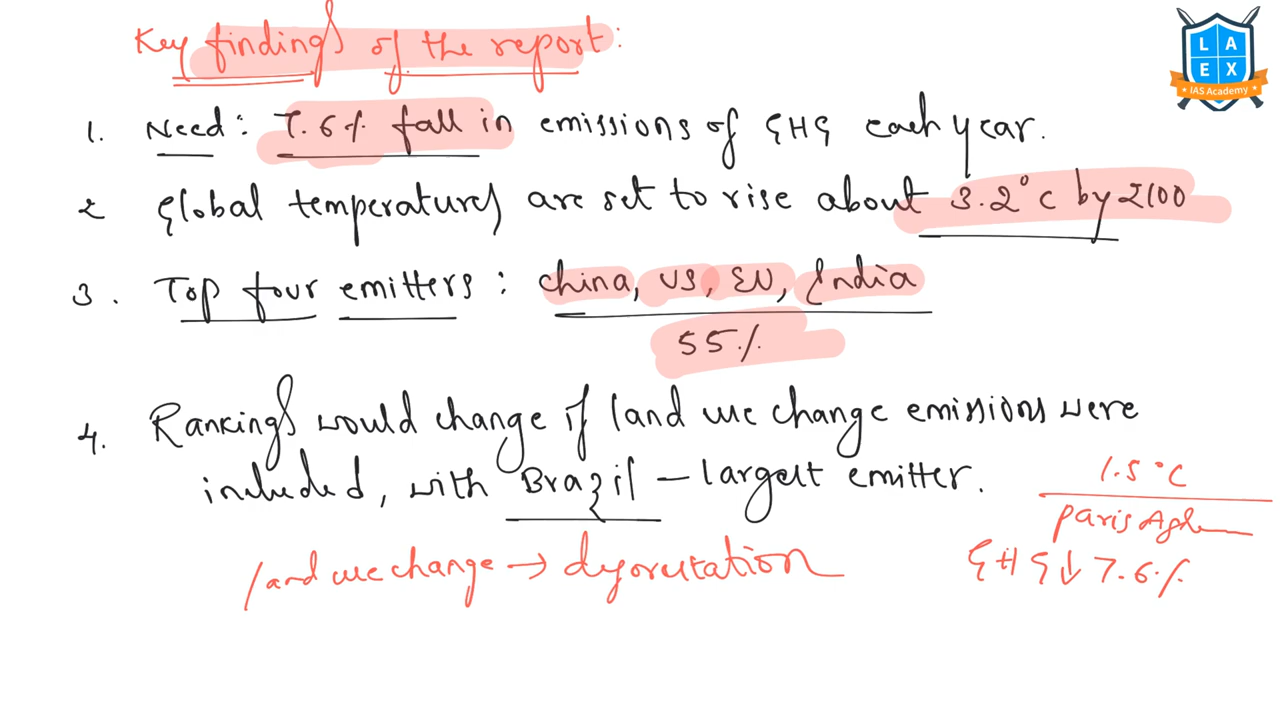 Key findings of the report:
1. Need: 7.6% fall in emissions of GHG each year.
2 Global temperatures are set to rise about 3.2°C by 2100
3. Top four emitters: China, US, EU, India
55%
4. Rankings would change if land use change emissions were
included, with Brazil – largest emitter.
land use change → deforestation
1.5°C
Paris
GHG ↓ 7.6%
L A
E X
IAS Academy